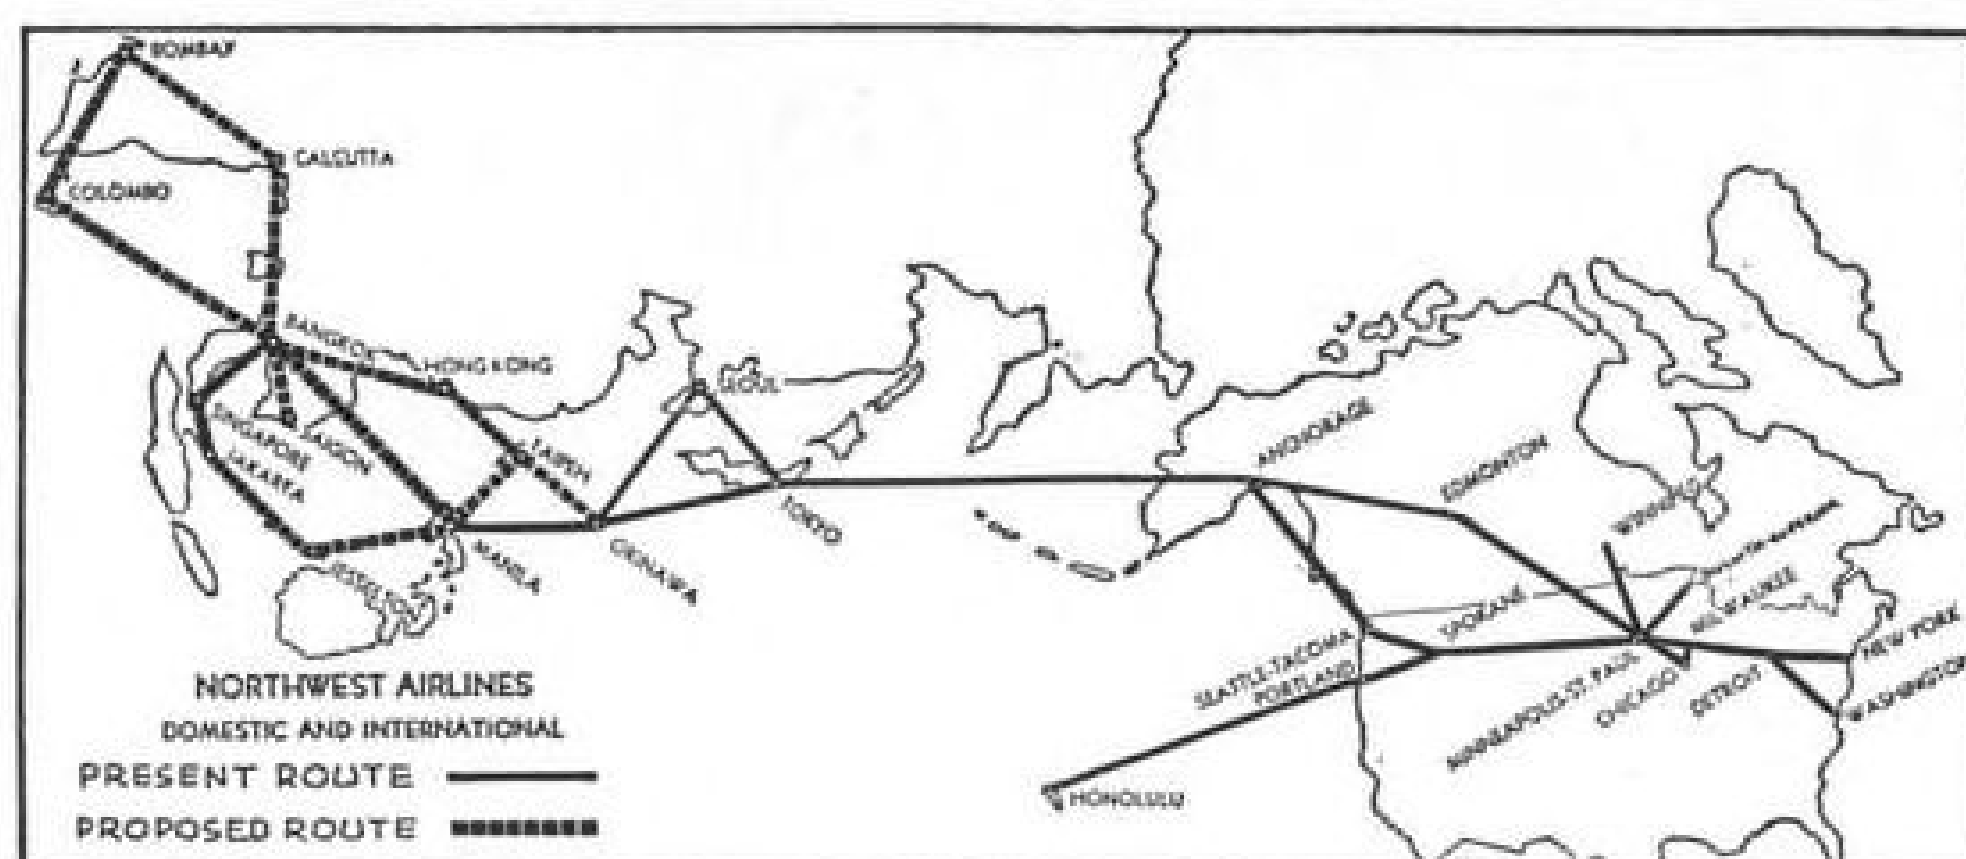 BOMBAY
CALCUTTA
COLOMBO
BANGKOK
HONG KONG
SEOUL
SINGAPORE
SAIGON
JAKARTA
TAIPEH
TOKYO
MANILA
OKINAWA
JESSELTON
ANCHORAGE
EDMONTON
WINNIPEG
SPOKANE
MILWAUKEE
SEATTLE-TACOMA
PORTLAND
MINNEAPOLIS-ST. PAUL
CHICAGO
DETROIT
NEW YORK
WASHINGTON
HONOLULU
NORTHWEST AIRLINES
DOMESTIC AND INTERNATIONAL
PRESENT ROUTE
PROPOSED ROUTE